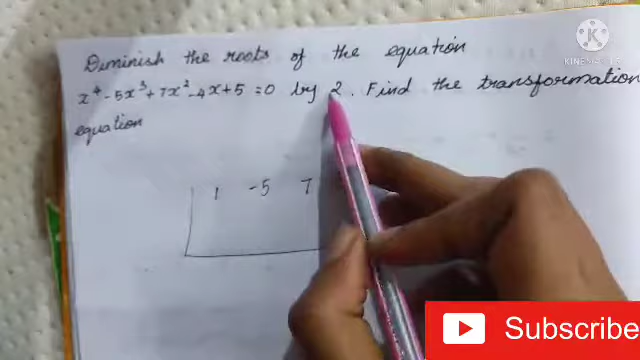 Diminish the roots of the equation
x⁴ - 5x³ + 7x² - 4x + 5 = 0 by 2. Find the transformation
equation
1 -5 7
KINEMASTER
Subscribe